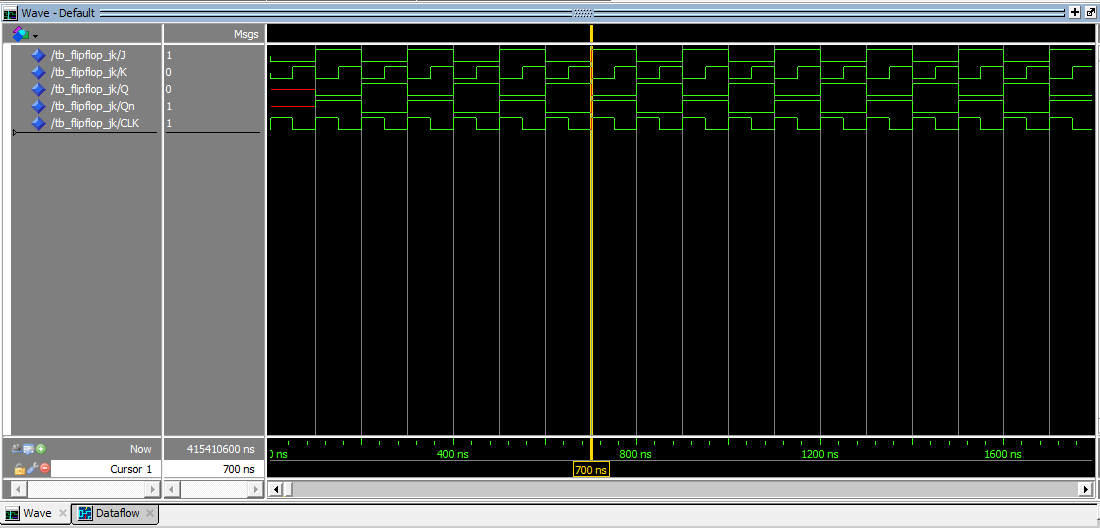 Wave - Default
Msgs
/tb_flipflop_jk/J 1
/tb_flipflop_jk/K 0
/tb_flipflop_jk/Q 0
/tb_flipflop_jk/Qn 1
/tb_flipflop_jk/CLK 1
Now 415410600 ns
)ns 400 ns 800 ns 1200 ns 1600 ns
Cursor 1 700 ns 700 ns
Wave Dataflow